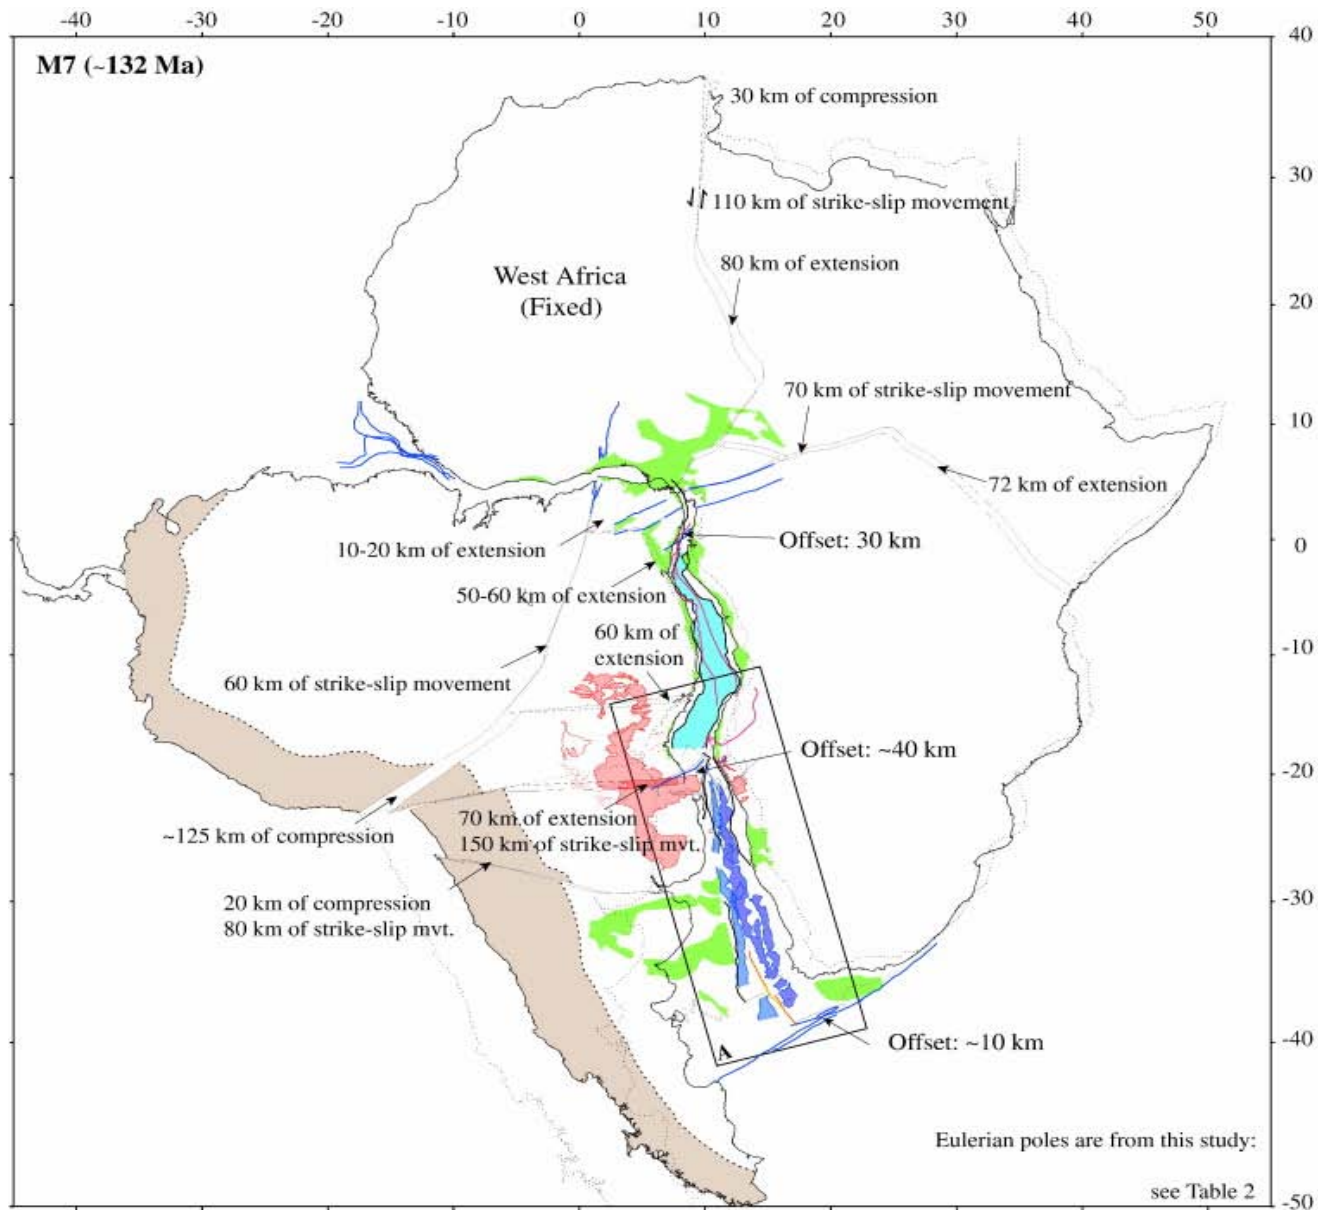 -40 -30 -20 -10 0 10 20 30 40 50
40
M7 (~132 Ma)
30 km of compression
30
110 km of strike-slip movement
80 km of extension
West Africa
(Fixed)
20
70 km of strike-slip movement
10
72 km of extension
10-20 km of extension
Offset: 30 km
0
50-60 km of extension
60 km of
extension
-10
60 km of strike-slip movement
Offset: ~40 km
-20
~125 km of compression
70 km of extension
150 km of strike-slip mvt.
20 km of compression
80 km of strike-slip mvt.
-30
A
Offset: ~10 km
-40
Eulerian poles are from this study:
see Table 2
-50